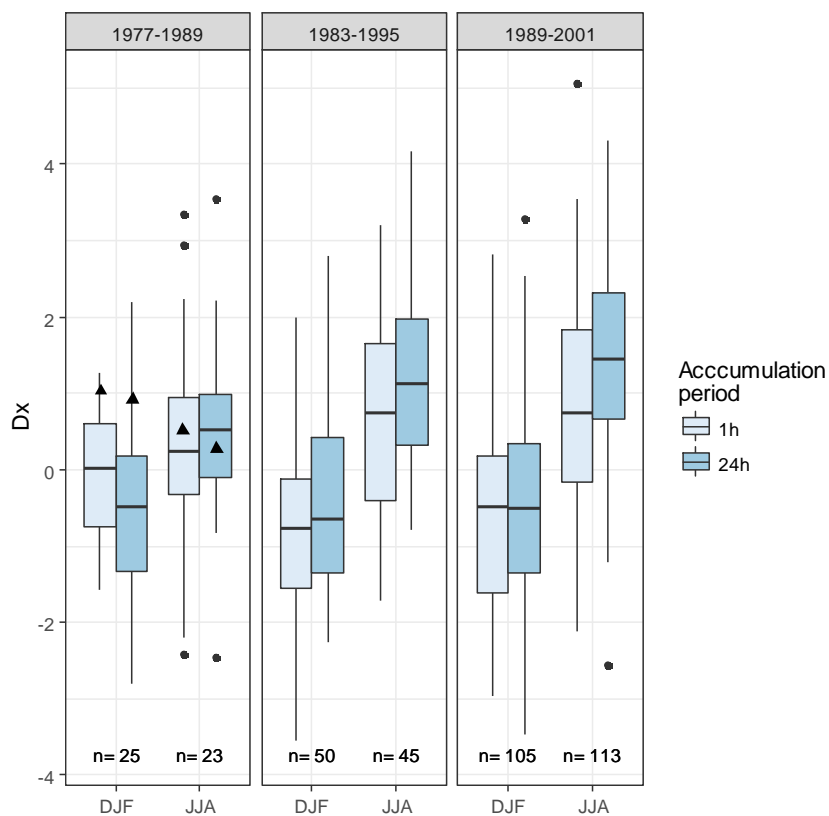 1977-1989 1983-1995 1989-2001
4
2
0
-2
-4
Dx
n= 25 n= 23 n= 50 n= 45 n= 105 n= 113
DJF JJA DJF JJA DJF JJA
Acccumulation
period
1h
24h